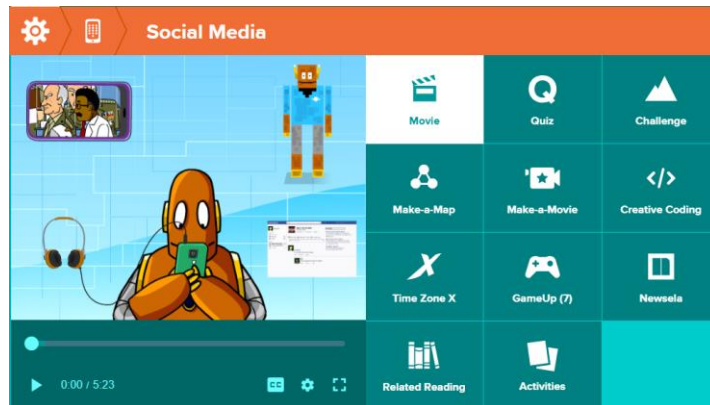 Social Media
Movie
Quiz
Challenge
Make-a-Map
Make-a-Movie
Creative Coding
Time Zone X
GameUp (7)
Newsela
Related Reading
Activities
0:00 / 5:23
CC